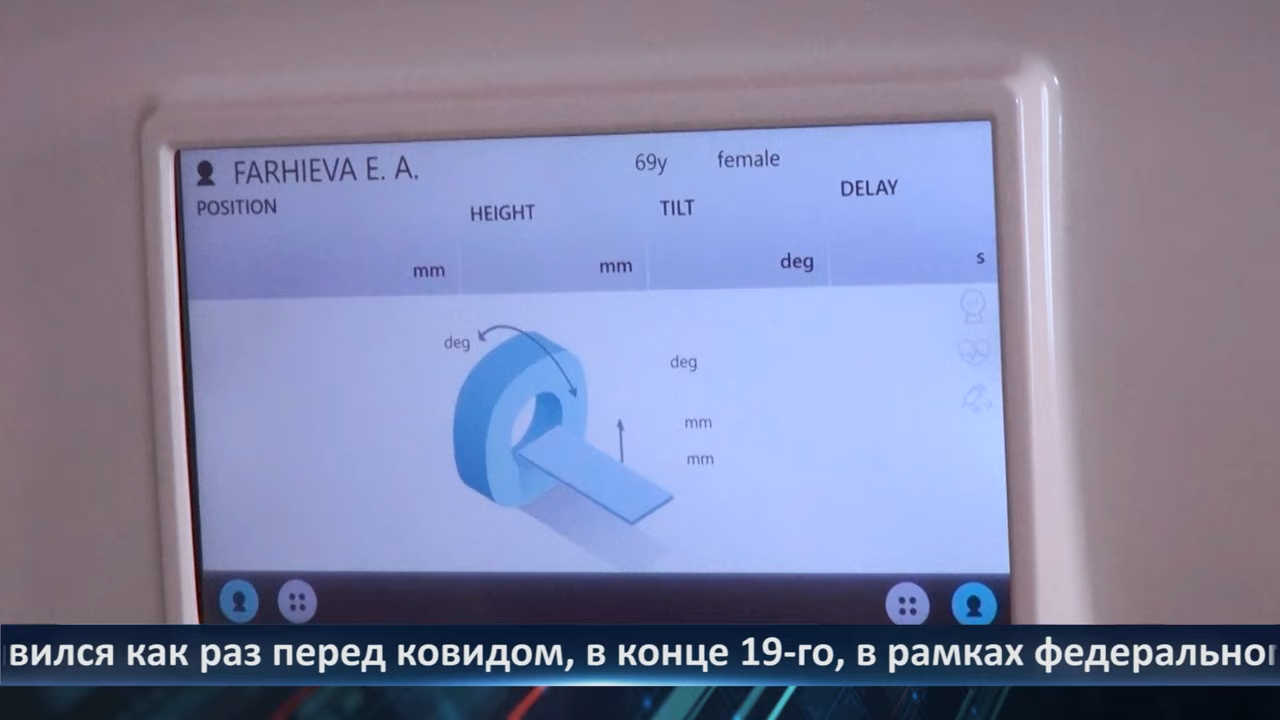 FARHIEVA E. A. 69y female
POSITION HEIGHT TILT DELAY
mm mm deg s
deg
deg
mm
mm
вился как раз перед ковидом, в конце 19-го, в рамках федерально